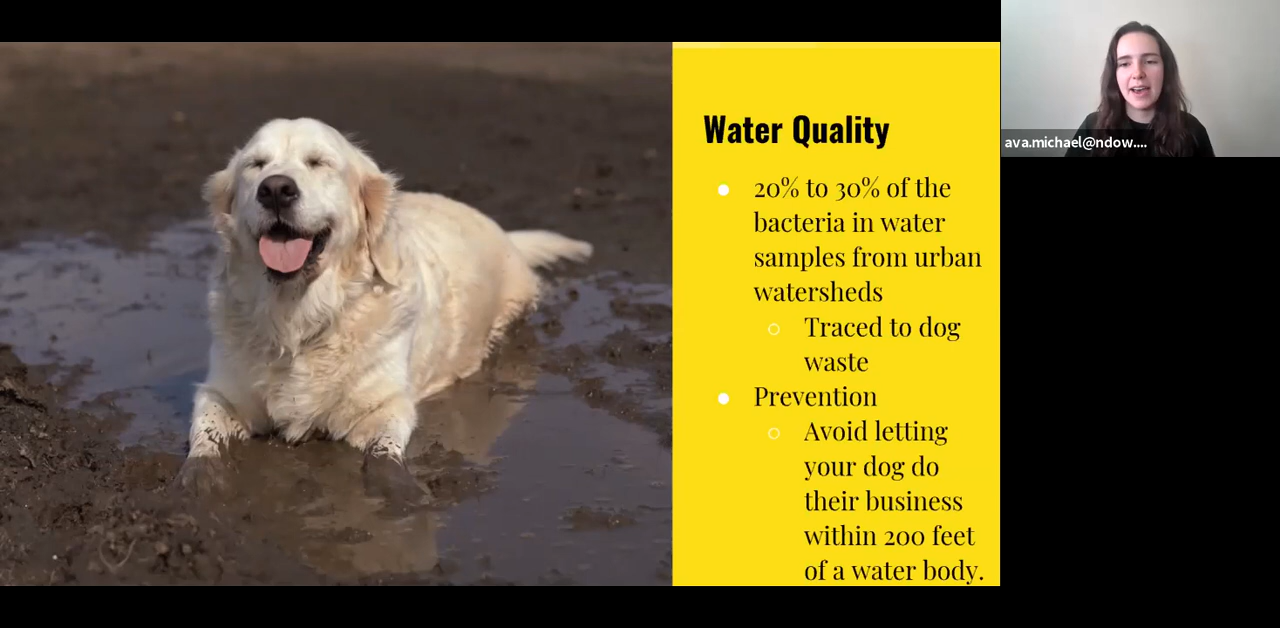 Water Quality
20% to 30% of the
bacteria in water
samples from urban
watersheds
Traced to dog
waste
Prevention
Avoid letting
your dog do
their business
within 200 feet
of a water body.
ava.michael@ndow....